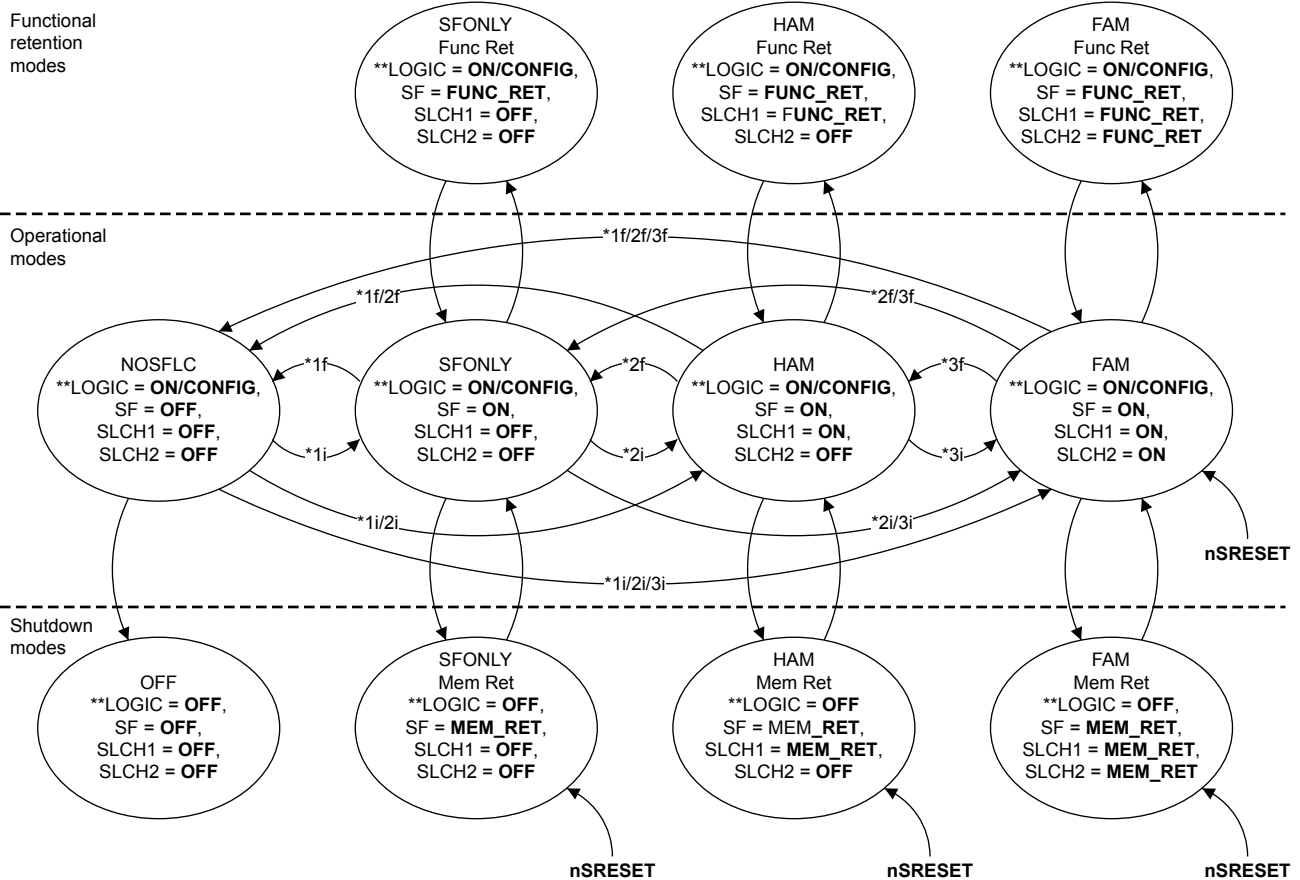 Functional
retention
modes
SFONLY
Func Ret
**LOGIC = ON/CONFIG,
SF = FUNC_RET,
SLCH1 = OFF,
SLCH2 = OFF
HAM
Func Ret
**LOGIC = ON/CONFIG,
SF = FUNC_RET,
SLCH1 = FUNC_RET,
SLCH2 = OFF
FAM
Func Ret
**LOGIC = ON/CONFIG,
SF = FUNC_RET,
SLCH1 = FUNC_RET,
SLCH2 = FUNC_RET
Operational
modes
*1f/2f/3f
*1f/2f
*2f/3f
NOSFLC
**LOGIC = ON/CONFIG,
SF = OFF,
SLCH1 = OFF,
SLCH2 = OFF
*1f
*1i
SFONLY
**LOGIC = ON/CONFIG,
SF = ON,
SLCH1 = OFF,
SLCH2 = OFF
*2f
*2i
HAM
**LOGIC = ON/CONFIG,
SF = ON,
SLCH1 = ON,
SLCH2 = OFF
*3f
*3i
FAM
**LOGIC = ON/CONFIG,
SF = ON,
SLCH1 = ON,
SLCH2 = ON
*1i/2i
*2i/3i
*1i/2i/3i
nSRESET
Shutdown
modes
OFF
**LOGIC = OFF,
SF = OFF,
SLCH1 = OFF,
SLCH2 = OFF
SFONLY
Mem Ret
**LOGIC = OFF,
SF = MEM_RET,
SLCH1 = OFF,
SLCH2 = OFF
HAM
Mem Ret
**LOGIC = OFF
SF = MEM_RET,
SLCH1 = MEM_RET,
SLCH2 = OFF
FAM
Mem Ret
**LOGIC = OFF,
SF = MEM_RET,
SLCH1 = MEM_RET,
SLCH2 = MEM_RET
nSRESET
nSRESET
nSRESET